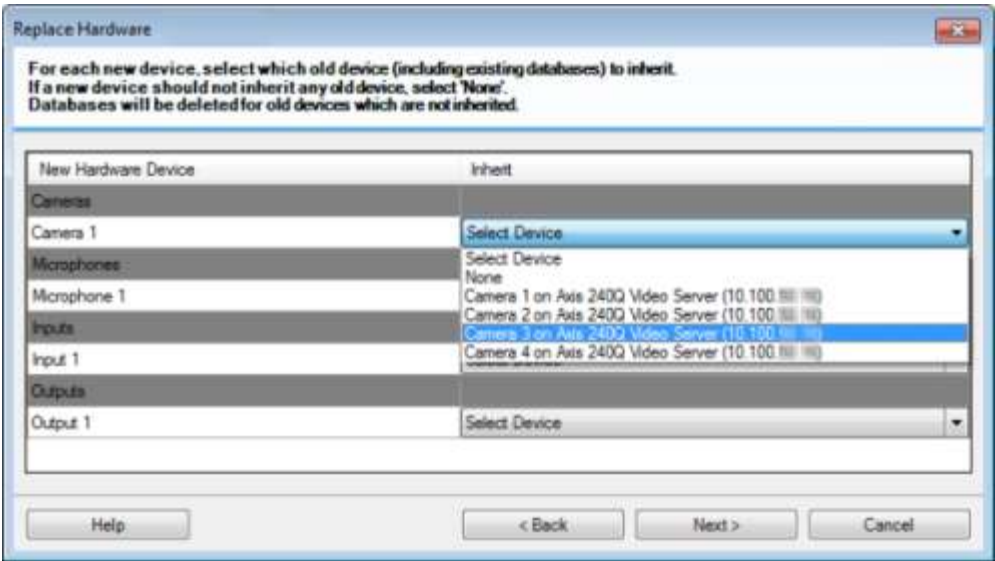 Replace Hardware
For each new device, select which old device (including existing databases) to inherit.
If a new device should not inherit any old device, select 'None'.
Databases will be deleted for old devices which are not inherited.
New Hardware Device Inherit
Cameras
Camera 1 Select Device
Select Device
Microphones
None
Microphone 1 Camera 1 on Axis 240Q Video Server (10.100.
Camera 2 on Axis 240Q Video Server (10.100.
Inputs Camera 3 on Axis 240Q Video Server (10.100.
Input 1 Camera 4 on Axis 240Q Video Server (10.100.
Outputs
Output 1 Select Device
Help < Back Next > Cancel